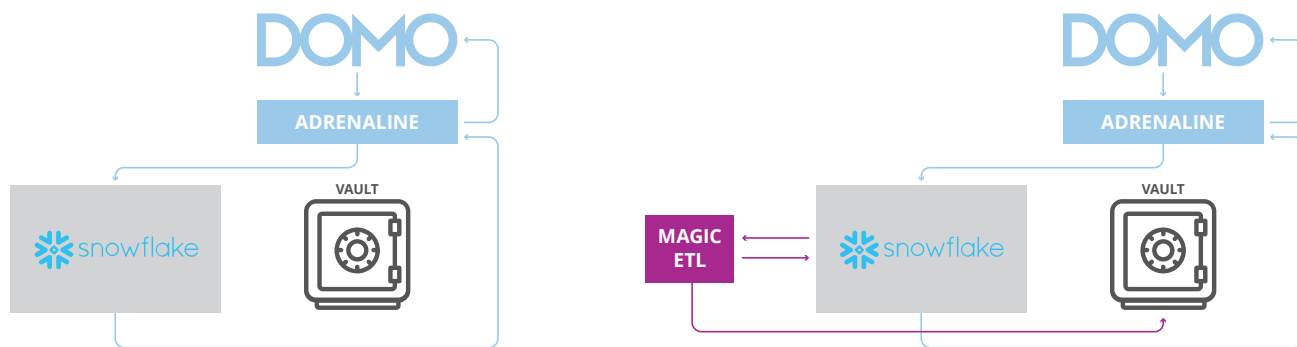 DOMO
ADRENALINE
VAULT
snowflake
DOMO
ADRENALINE
VAULT
MAGIC
ETL
snowflake